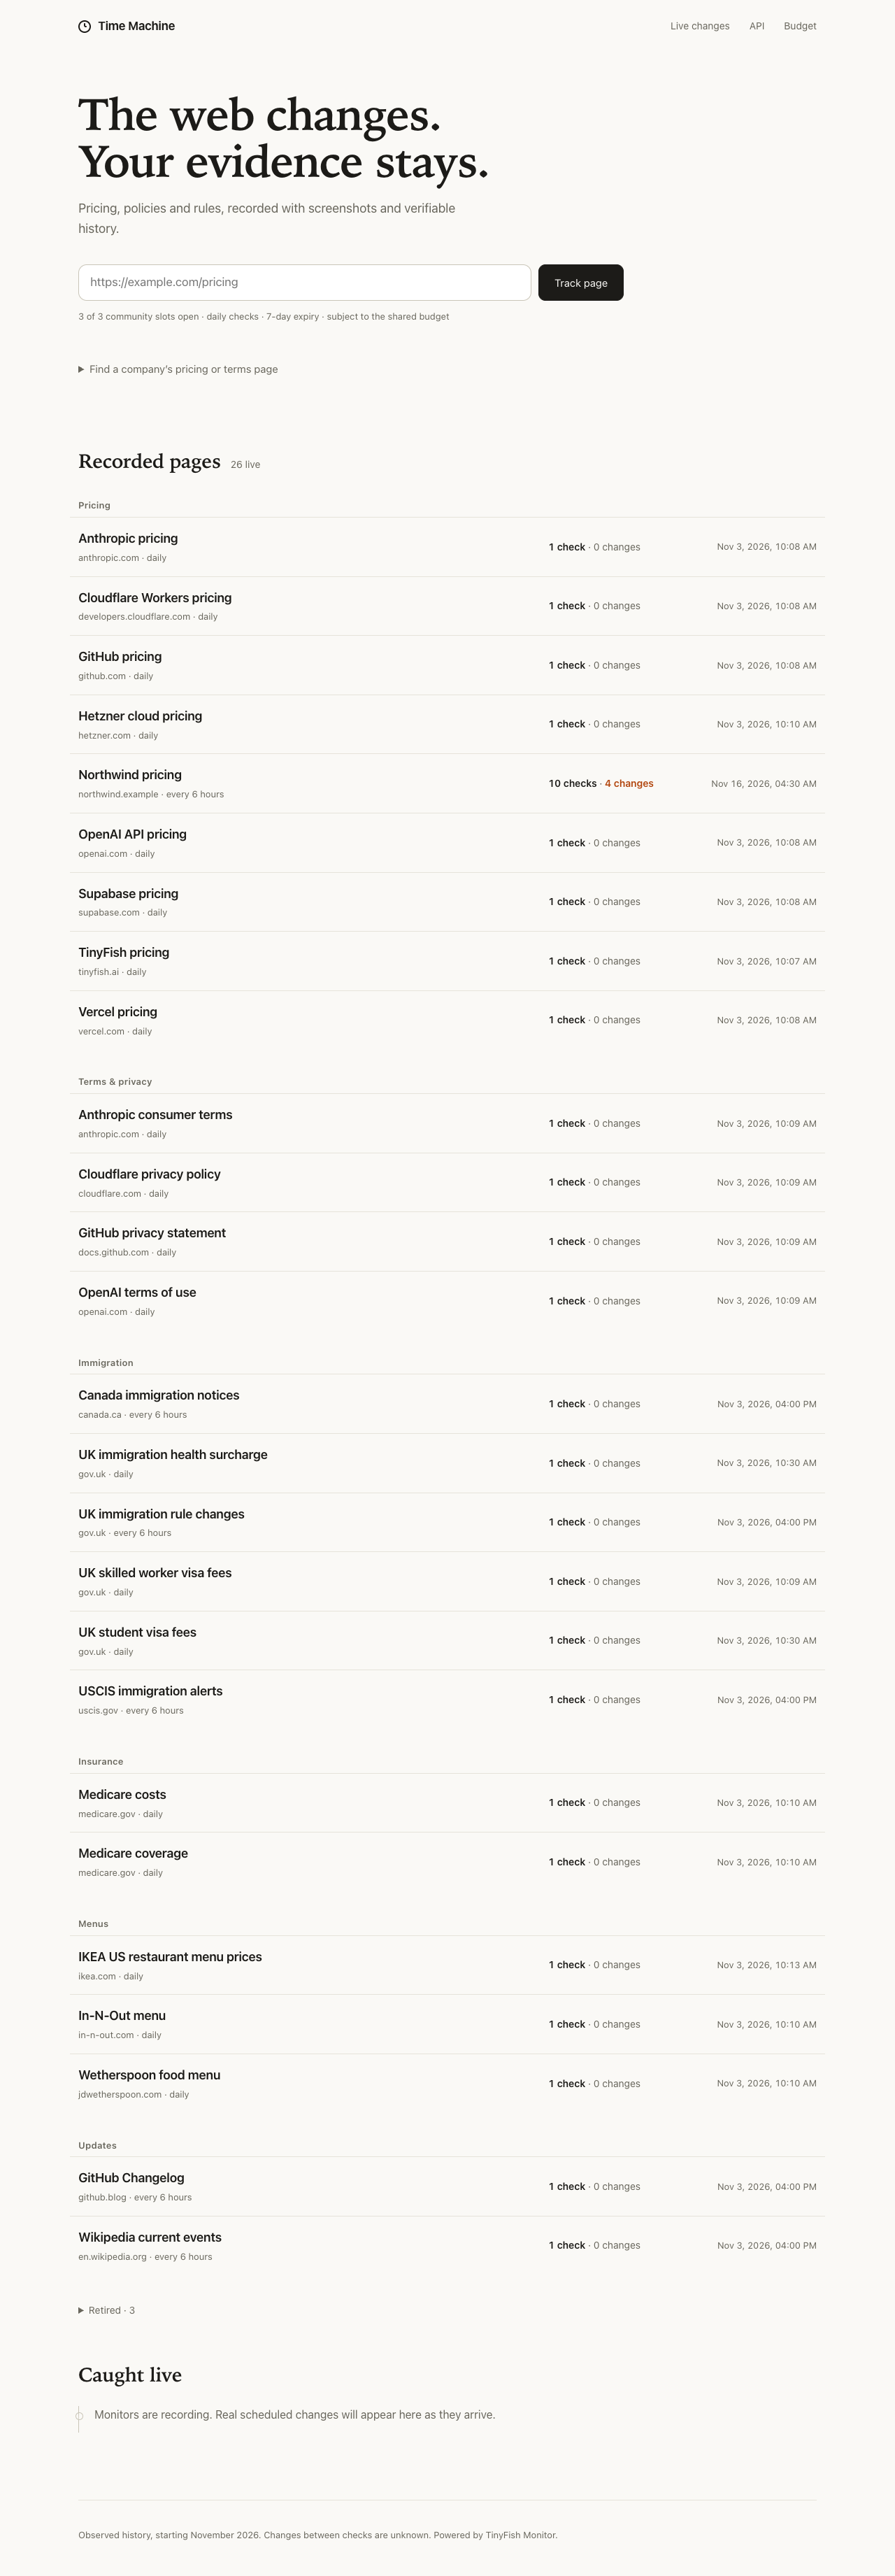 Time Machine
Live changes API Budget
The web changes.
Your evidence stays.
Pricing, policies and rules, recorded with screenshots and verifiable
history.
https://example.com/pricing
Track page
3 of 3 community slots open · daily checks · 7-day expiry · subject to the shared budget
Find a company's pricing or terms page
Recorded pages 26 live
Pricing
Anthropic pricing
anthropic.com · daily
1 check · 0 changes
Nov 3, 2026, 10:08 AM
Cloudflare Workers pricing
developers.cloudflare.com · daily
1 check · 0 changes
Nov 3, 2026, 10:08 AM
GitHub pricing
github.com · daily
1 check · 0 changes
Nov 3, 2026, 10:08 AM
Hetzner cloud pricing
hetzner.com · daily
1 check · 0 changes
Nov 3, 2026, 10:10 AM
Northwind pricing
northwind.example · every 6 hours
10 checks · 4 changes
Nov 16, 2026, 04:30 AM
OpenAI API pricing
openai.com · daily
1 check · 0 changes
Nov 3, 2026, 10:08 AM
Supabase pricing
supabase.com · daily
1 check · 0 changes
Nov 3, 2026, 10:08 AM
TinyFish pricing
tinyfish.ai · daily
1 check · 0 changes
Nov 3, 2026, 10:07 AM
Vercel pricing
vercel.com · daily
1 check · 0 changes
Nov 3, 2026, 10:08 AM
Terms & privacy
Anthropic consumer terms
anthropic.com · daily
1 check · 0 changes
Nov 3, 2026, 10:09 AM
Cloudflare privacy policy
cloudflare.com · daily
1 check · 0 changes
Nov 3, 2026, 10:09 AM
GitHub privacy statement
docs.github.com · daily
1 check · 0 changes
Nov 3, 2026, 10:09 AM
OpenAI terms of use
openai.com · daily
1 check · 0 changes
Nov 3, 2026, 10:09 AM
Immigration
Canada immigration notices
canada.ca · every 6 hours
1 check · 0 changes
Nov 3, 2026, 04:00 PM
UK immigration health surcharge
gov.uk · daily
1 check · 0 changes
Nov 3, 2026, 10:30 AM
UK immigration rule changes
gov.uk · every 6 hours
1 check · 0 changes
Nov 3, 2026, 04:00 PM
UK skilled worker visa fees
gov.uk · daily
1 check · 0 changes
Nov 3, 2026, 10:09 AM
UK student visa fees
gov.uk · daily
1 check · 0 changes
Nov 3, 2026, 10:30 AM
USCIS immigration alerts
uscis.gov · every 6 hours
1 check · 0 changes
Nov 3, 2026, 04:00 PM
Insurance
Medicare costs
medicare.gov · daily
1 check · 0 changes
Nov 3, 2026, 10:10 AM
Medicare coverage
medicare.gov · daily
1 check · 0 changes
Nov 3, 2026, 10:10 AM
Menus
IKEA US restaurant menu prices
ikea.com · daily
1 check · 0 changes
Nov 3, 2026, 10:13 AM
In-N-Out menu
in-n-out.com · daily
1 check · 0 changes
Nov 3, 2026, 10:10 AM
Wetherspoon food menu
jdwetherspoon.com · daily
1 check · 0 changes
Nov 3, 2026, 10:10 AM
Updates
GitHub Changelog
github.blog · every 6 hours
1 check · 0 changes
Nov 3, 2026, 04:00 PM
Wikipedia current events
en.wikipedia.org · every 6 hours
1 check · 0 changes
Nov 3, 2026, 04:00 PM
Retired · 3
Caught live
Monitors are recording. Real scheduled changes will appear here as they arrive.
Observed history, starting November 2026. Changes between checks are unknown. Powered by TinyFish Monitor.